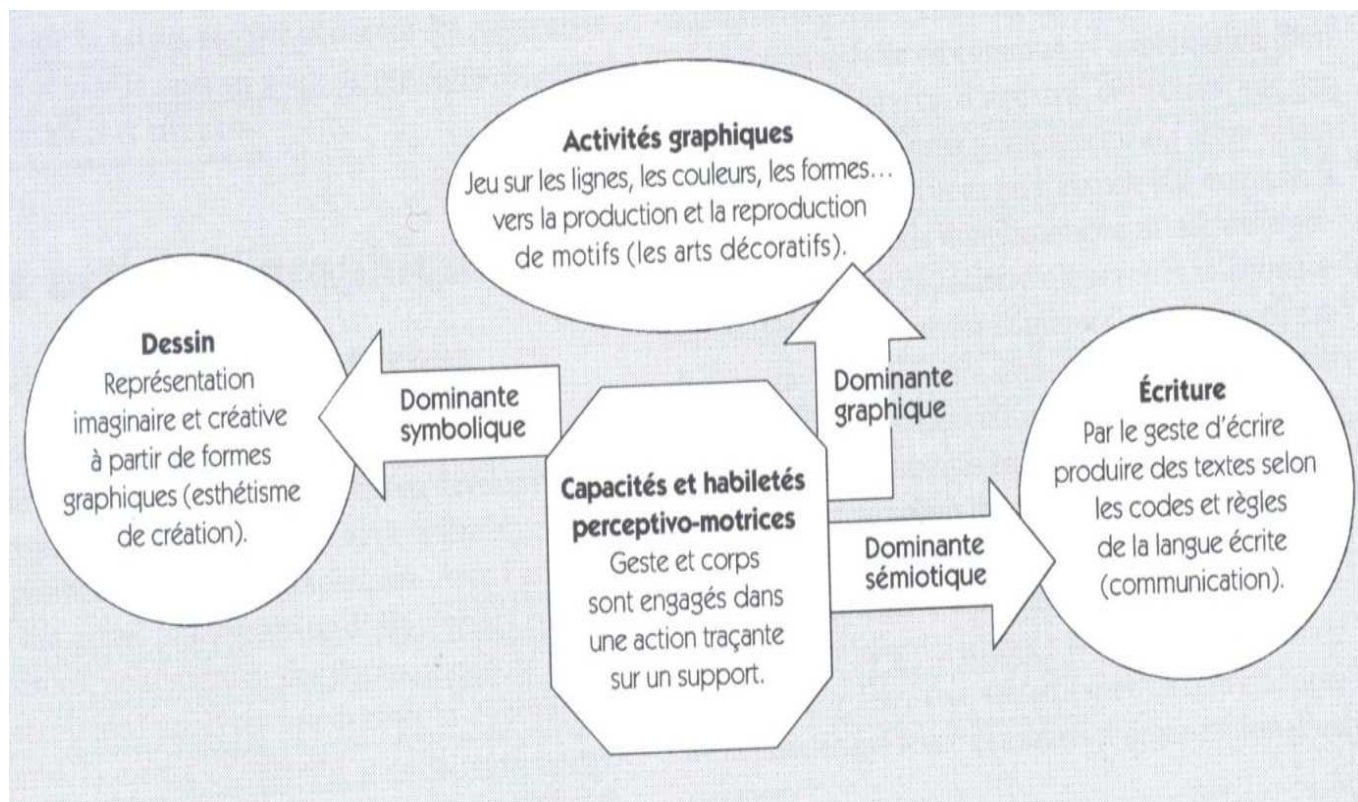 Activités graphiques
Jeu sur les lignes, les couleurs, les formes…
vers la production et la reproduction
de motifs (les arts décoratifs).
Dessin
Représentation
imaginaire et créative
à partir de formes
graphiques (esthétisme
de création).
Dominante
symbolique
Dominante
graphique
Capacités et habiletés
perceptivo-motrices
Geste et corps
sont engagés dans
une action traçante
sur un support.
Dominante
sémiotique
Écriture
Par le geste d'écrire
produire des textes selon
les codes et règles
de la langue écrite
(communication).